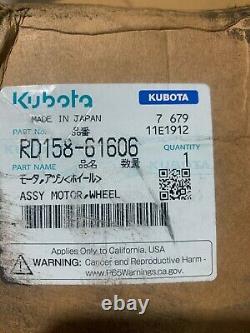 Kubota
KUBOTA
MADE IN JAPAN 7 679
PART NO. 品番 11E1912
RD158-61606
品名 数量 QUANTITY
PART NAME 1
モータ,アッシ<ホイール>
ASSY MOTOR,WHEEL
Applies Only to California, USA
WARNING: Cancer and Reproductive Harm -
www.P65Warnings.ca.gov